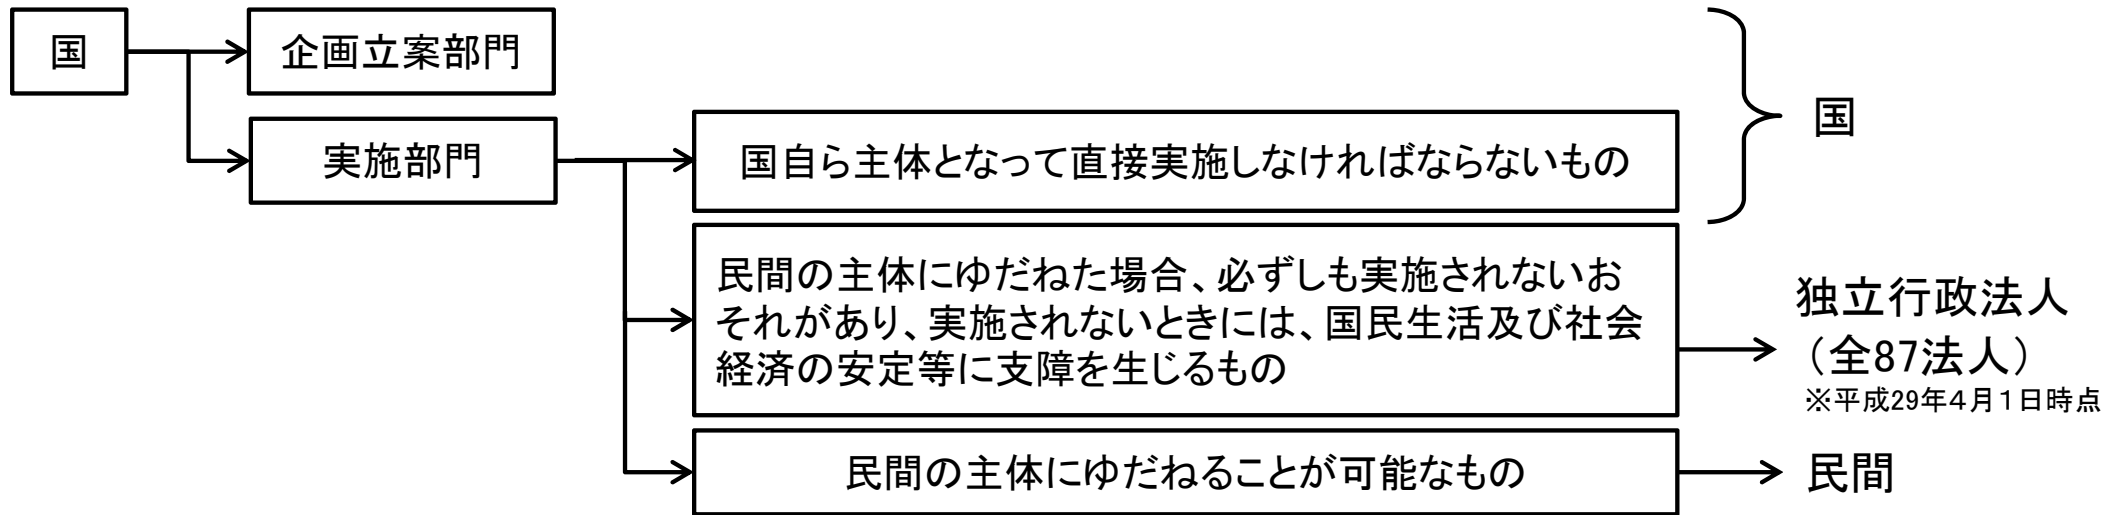 国
企画立案部門
実施部門
国自ら主体となって直接実施しなければならないもの
国
民間の主体にゆだねた場合、必ずしも実施されないお
それがあり、実施されないときには、国民生活及び社会
経済の安定等に支障を生じるもの
独立行政法人
（全87法人）
※平成29年４月１日時点
民間の主体にゆだねることが可能なもの
民間